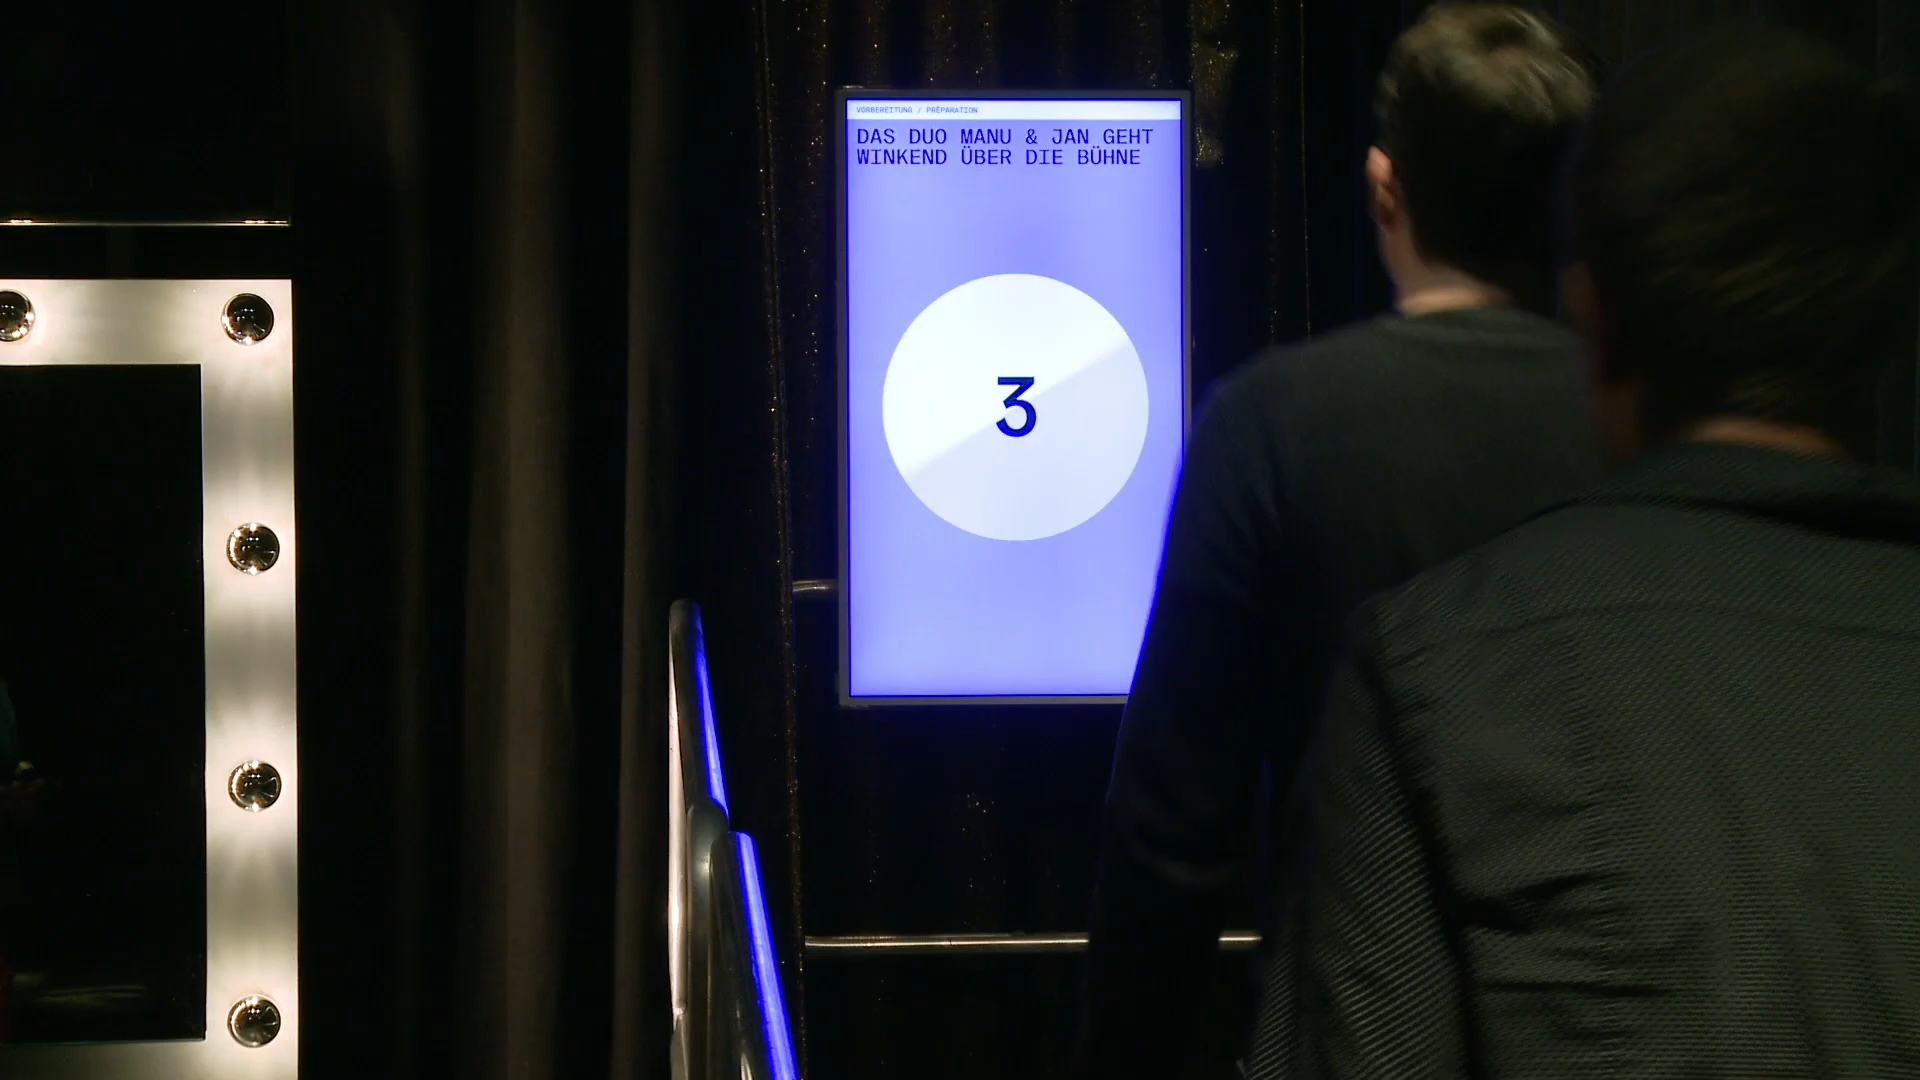 VORBEREITUNG / PRÉPARATION
DAS DUO MANU & JAN GEHT
WINKEND ÜBER DIE BÜHNE
3